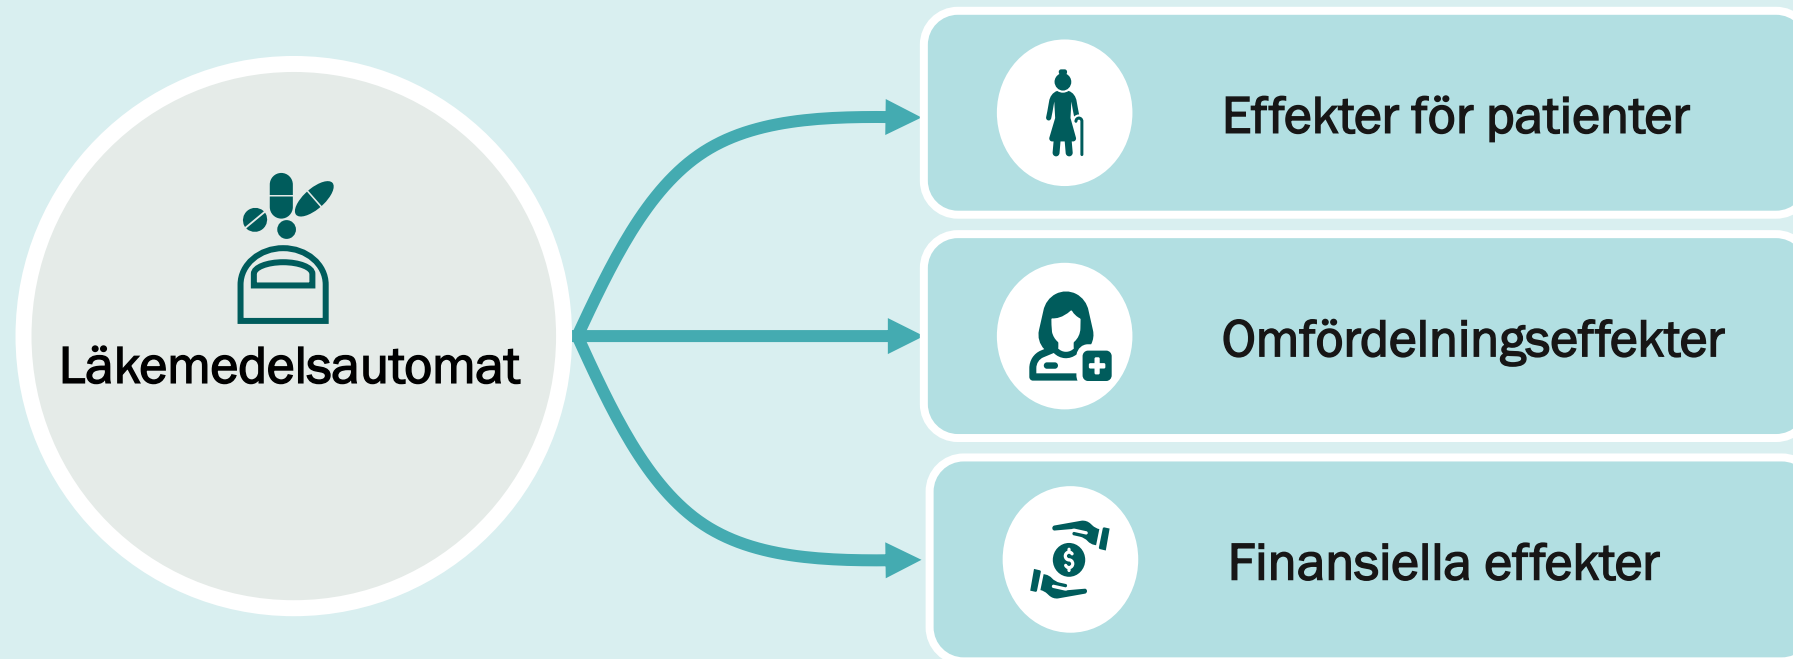 Läkemedelsautomat
Effekter för patienter
Omfördelningseffekter
Finansiella effekter